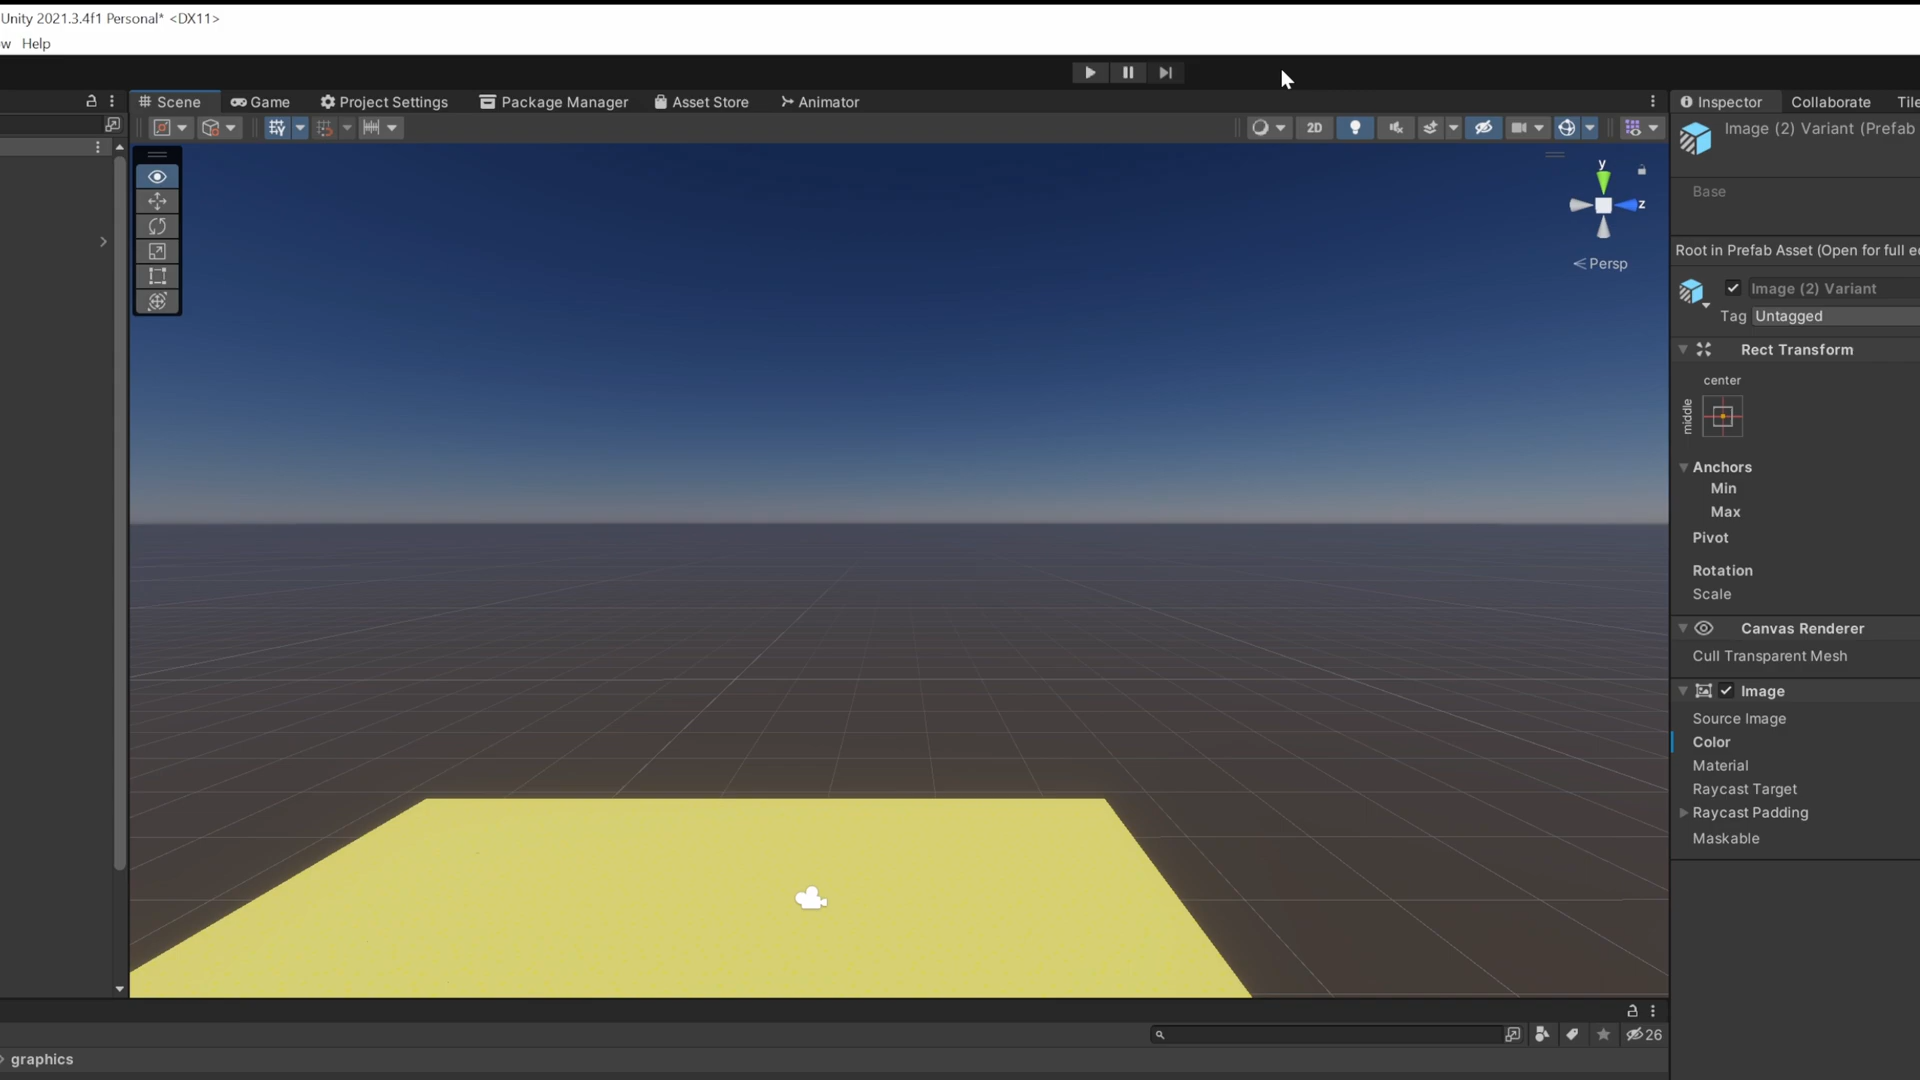 Unity 2021.3.4f1 Personal* <DX11>
w Help
Scene Game Project Settings Package Manager Asset Store Animator
Inspector Collaborate Tile
2D
Image (2) Variant (Prefab
y
z
Base
Root in Prefab Asset (Open for full e
< Persp
Image (2) Variant
Tag Untagged
Rect Transform
center
middle
Anchors
Min
Max
Pivot
Rotation
Scale
Canvas Renderer
Cull Transparent Mesh
Image
Source Image
Color
Material
Raycast Target
Raycast Padding
Maskable
26
graphics